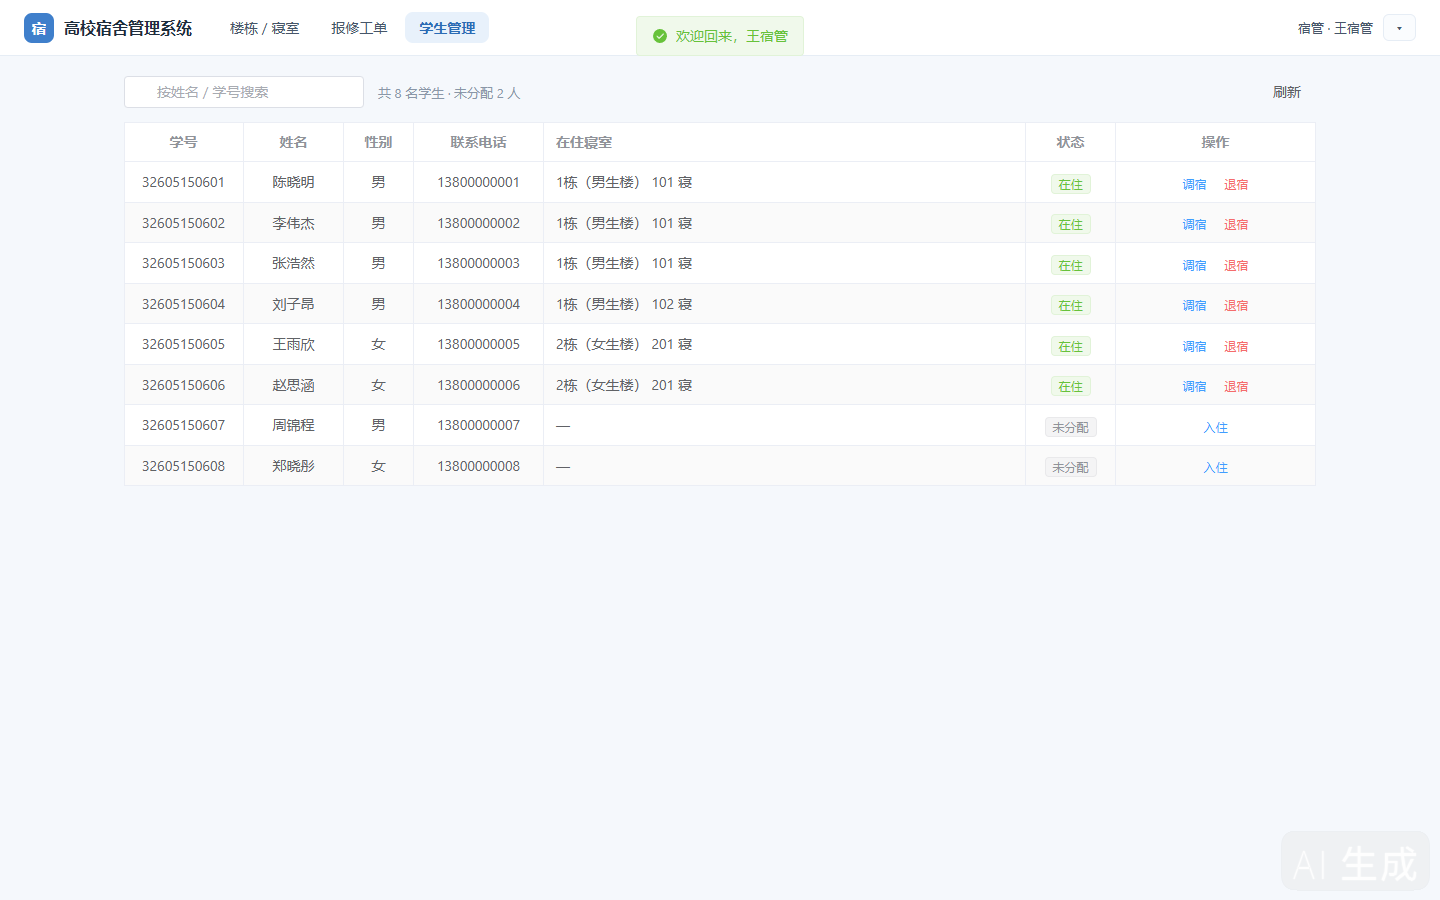 宿 高校宿舍管理系统 楼栋 / 寝室 报修工单 学生管理 欢迎回来，王宿管 宿管 · 王宿管
按姓名 / 学号搜索 共 8 名学生 · 未分配 2 人 刷新
学号 姓名 性别 联系电话 在住寝室 状态 操作
32605150601 陈晓明 男 13800000001 1栋（男生楼） 101 寝 在住 调宿 退宿
32605150602 李伟杰 男 13800000002 1栋（男生楼） 101 寝 在住 调宿 退宿
32605150603 张浩然 男 13800000003 1栋（男生楼） 101 寝 在住 调宿 退宿
32605150604 刘子昂 男 13800000004 1栋（男生楼） 102 寝 在住 调宿 退宿
32605150605 王雨欣 女 13800000005 2栋（女生楼） 201 寝 在住 调宿 退宿
32605150606 赵思涵 女 13800000006 2栋（女生楼） 201 寝 在住 调宿 退宿
32605150607 周锦程 男 13800000007 — 未分配 入住
32605150608 郑晓彤 女 13800000008 — 未分配 入住
AI 生成